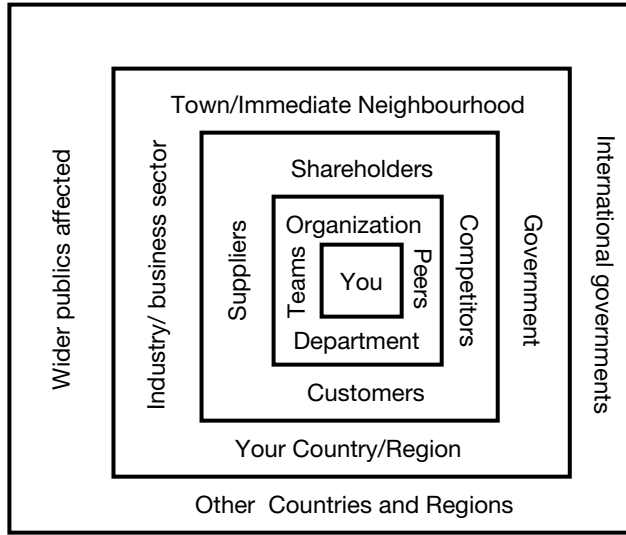 Town/Immediate Neighbourhood
Wider publics affected
Industry/ business sector
Shareholders
Suppliers
Organization
Teams
You
Peers
Department
Competitors
Government
International governments
Customers
Your Country/Region
Other Countries and Regions